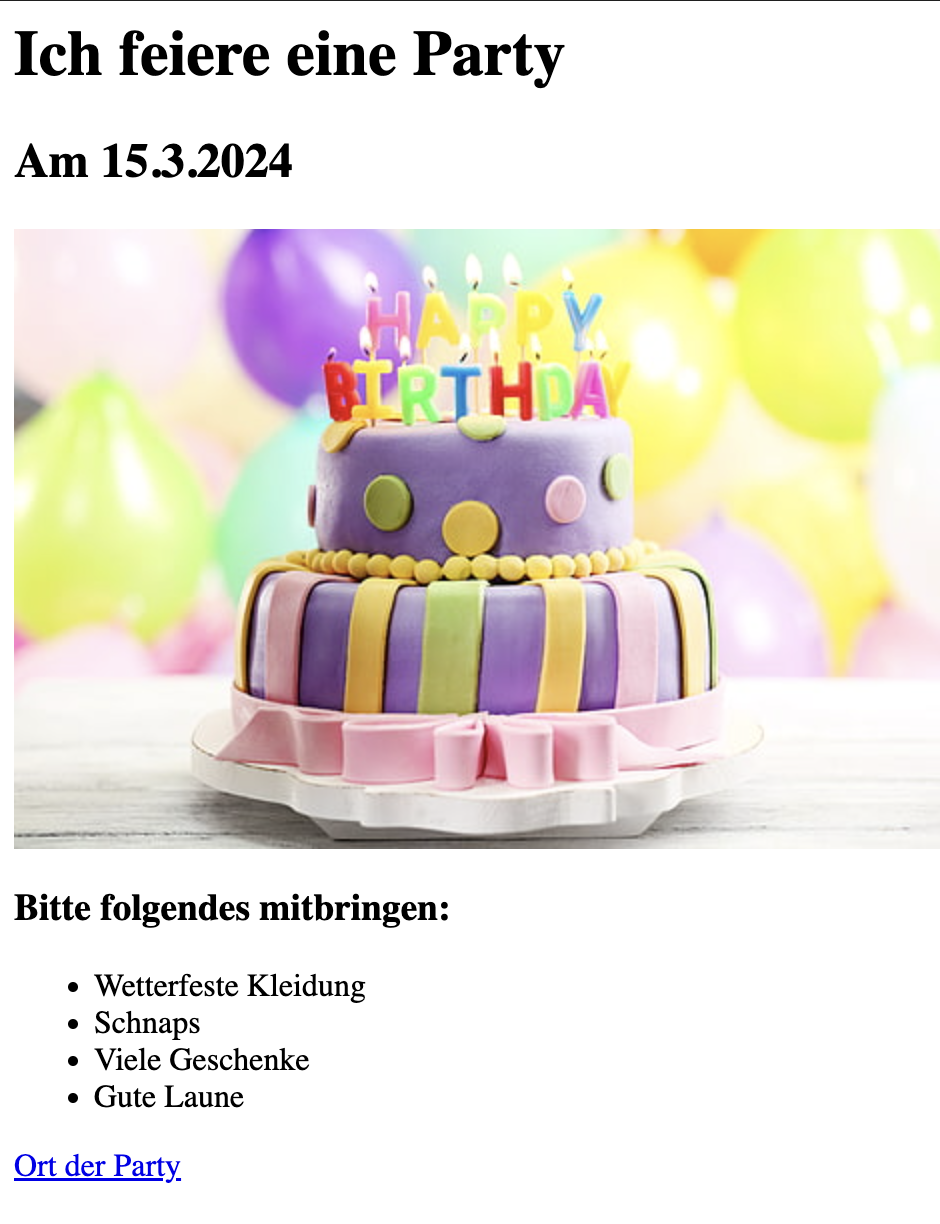 Ich feiere eine Party
Am 15.3.2024
HAPPY
BIRTHDAY
Bitte folgendes mitbringen:
Wetterfeste Kleidung
Schnaps
Viele Geschenke
Gute Laune
Ort der Party